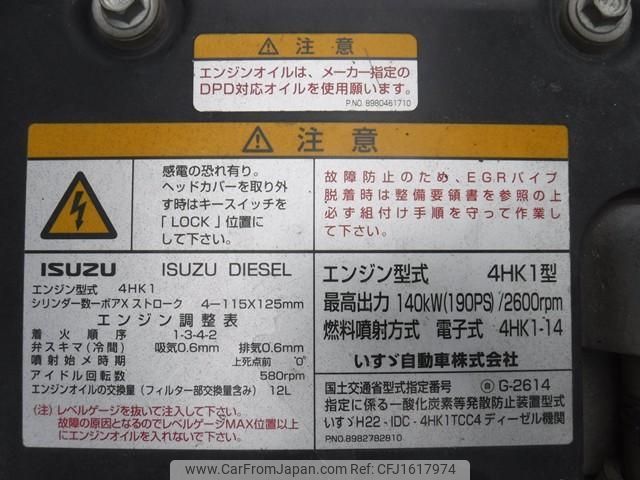 ⚠ 注意
エンジンオイルは、メーカー指定の
DPD対応オイルを使用願います。
P.NO. 8980461710
⚠ 注意
感電の恐れ有り。
ヘッドカバーを取り外
す時はキースイッチを
「LOCK」位置に
して下さい。
故障防止のため、EGRパイプ
脱着時は整備要領書を参照の上
必ず組付け手順を守って作業し
て下さい。
ISUZU ISUZU DIESEL
エンジン型式 4HK1
シリンダー数ーボアX ストローク 4ー115X125mm
エンジン調整表
着火順序 1-3-4-2
弁スキマ(冷間) 吸気0.6mm 排気0.6mm
噴射始メ時期 上死点前 °0°
アイドル回転数 580rpm
エンジンオイルの交換量(フィルター部交換量含み) 12L
(注)レベルゲージを抜いて注入して下さい。
故障の原因となるのでレベルゲージMAX位置以上
にエンジンオイルを入れないで下さい。
エンジン型式 4HK1型
最高出力 140kW(190PS)/2600rpm
燃料噴射方式 電子式 4HK1-14
いすゞ自動車株式会社
国土交通省型式指定番号 G-2614
指定に係る一酸化炭素等発散防止装置型式
いすゞH22-IDC-4HK1TCC4 ディーゼル機関
P.NO.8982782810
www.CarFromJapan.com CFJ1617974